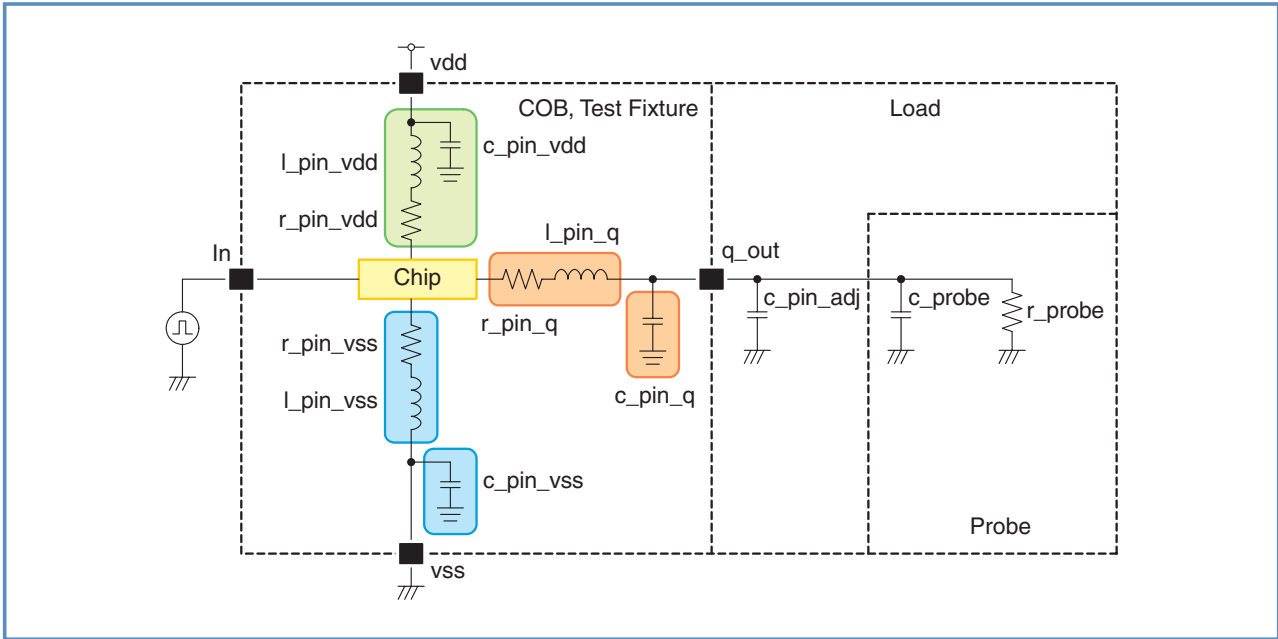 vdd
COB, Test Fixture
Load
c_pin_vdd
l_pin_vdd
r_pin_vdd
In
l_pin_q
q_out
Chip
c_pin_adj
c_probe
r_probe
r_pin_q
r_pin_vss
l_pin_vss
c_pin_q
c_pin_vss
Probe
vss